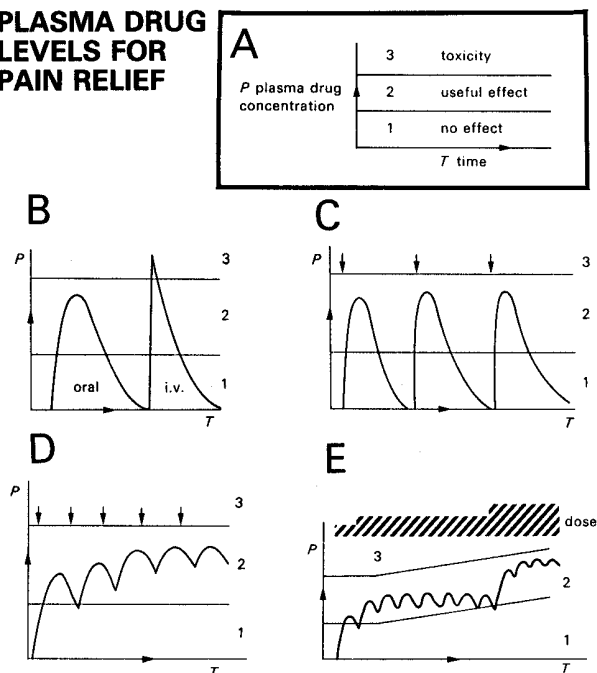 PLASMA DRUG
LEVELS FOR
PAIN RELIEF
A
P plasma drug
concentration
3 toxicity
2 useful effect
1 no effect
T time
B
P
3
2
1
oral i.v.
T
C
P
3
2
1
T
D
P
3
2
1
T
E
dose
P
3
2
1
T